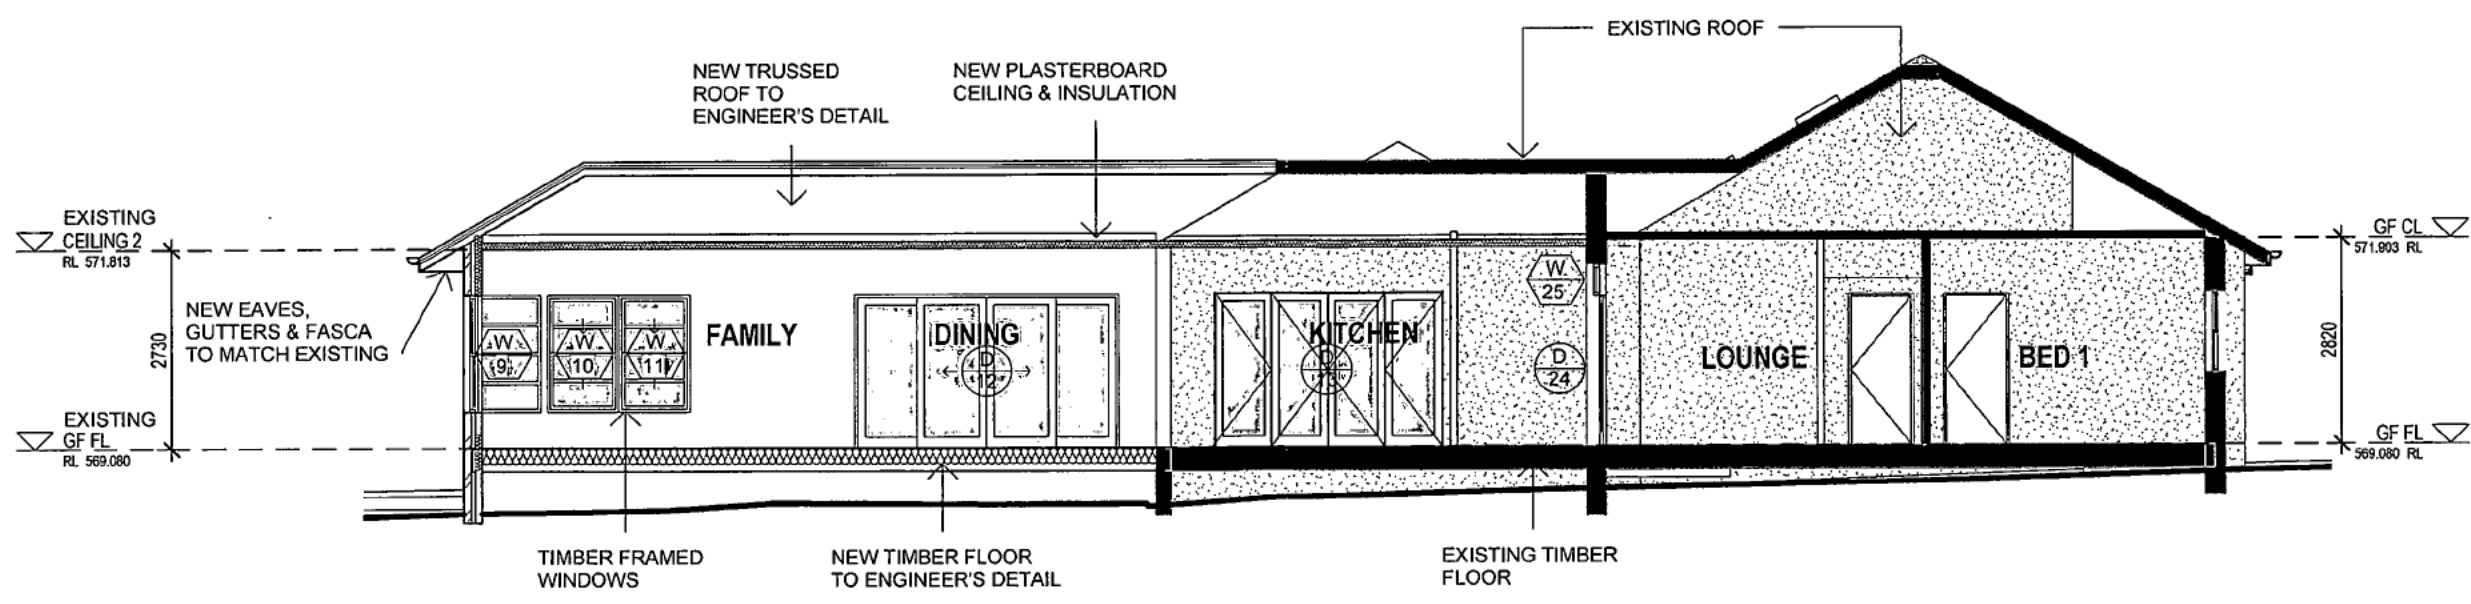 EXISTING ROOF
NEW TRUSSED
ROOF TO
ENGINEER'S DETAIL
NEW PLASTERBOARD
CEILING & INSULATION
EXISTING
CEILING 2
RL 571.813
GF CL
571.903 RL
NEW EAVES,
GUTTERS & FASCA
TO MATCH EXISTING
2730
2820
W
25
FAMILY
DINING
KITCHEN
LOUNGE
BED 1
W
9
W
10
W
11
D
12
D
D
24
EXISTING
GF FL
RL 569.080
GF FL
569.080 RL
TIMBER FRAMED
WINDOWS
NEW TIMBER FLOOR
TO ENGINEER'S DETAIL
EXISTING TIMBER
FLOOR